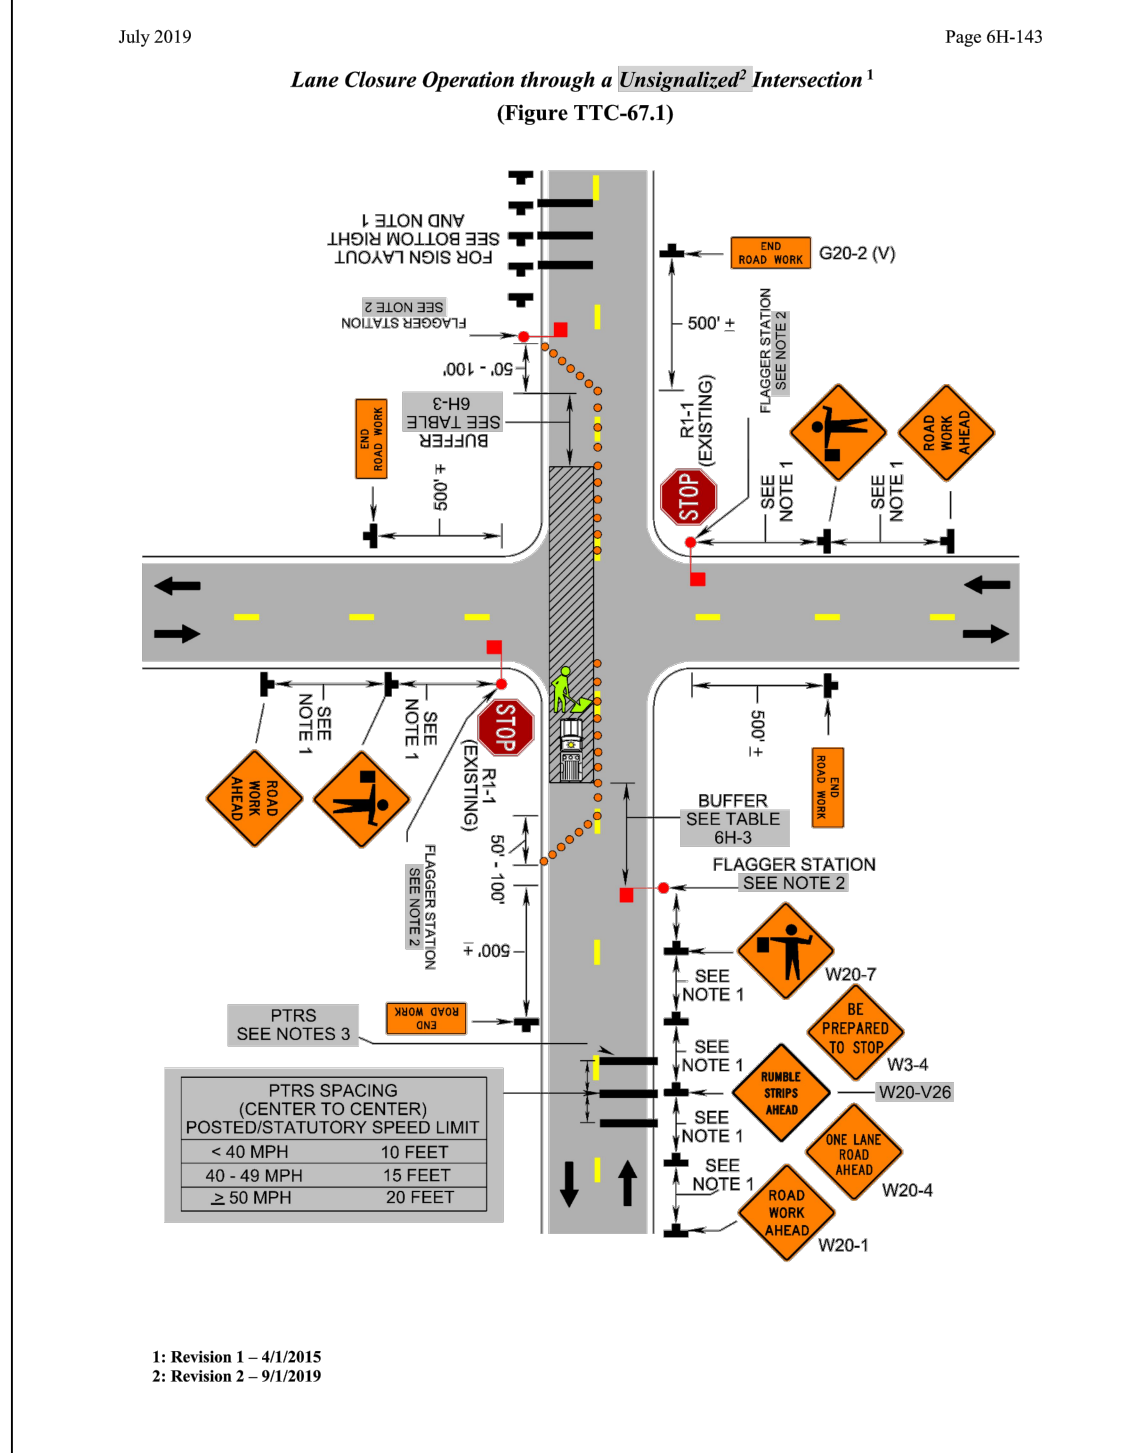 July 2019
Page 6H-143
Lane Closure Operation through a Unsignalized² Intersection ¹
(Figure TTC-67.1)
FOR SIGN LAYOUT
SEE BOTTOM RIGHT
AND NOTE 1
END
ROAD WORK
G20-2 (V)
FLAGGER STATION
SEE NOTE 2
500' ±
FLAGGER STATION
SEE NOTE 2
50' - 100'
BUFFER
SEE TABLE
6H-3
END
ROAD WORK
500' ±
R1-1
(EXISTING)
STOP
SEE
NOTE 1
SEE
NOTE 1
ROAD
WORK
AHEAD
SEE
NOTE 1
SEE
NOTE 1
ROAD
WORK
AHEAD
STOP
R1-1
(EXISTING)
FLAGGER STATION
SEE NOTE 2
50' - 100'
500' ±
500' ±
END
ROAD WORK
BUFFER
SEE TABLE
6H-3
FLAGGER STATION
SEE NOTE 2
W20-7
SEE
NOTE 1
BE
PREPARED
TO STOP
W3-4
END
ROAD WORK
PTRS
SEE NOTES 3
SEE
NOTE 1
RUMBLE
STRIPS
AHEAD
W20-V26
SEE
NOTE 1
ONE LANE
ROAD
AHEAD
W20-4
SEE
NOTE 1
ROAD
WORK
AHEAD
W20-1
PTRS SPACING
(CENTER TO CENTER)
POSTED/STATUTORY SPEED LIMIT
< 40 MPH 10 FEET
40 - 49 MPH 15 FEET
≥ 50 MPH 20 FEET
1: Revision 1 – 4/1/2015
2: Revision 2 – 9/1/2019